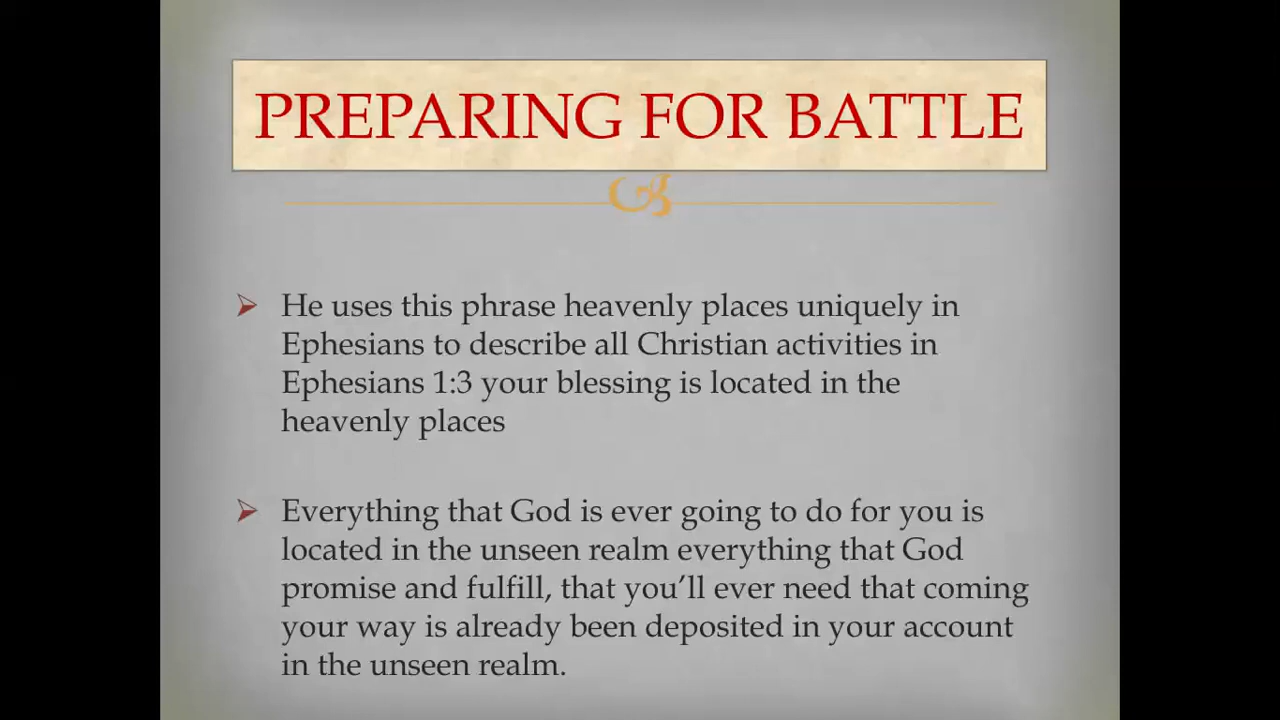 PREPARING FOR BATTLE
He uses this phrase heavenly places uniquely in
Ephesians to describe all Christian activities in
Ephesians 1:3 your blessing is located in the
heavenly places
Everything that God is ever going to do for you is
located in the unseen realm everything that God
promise and fulfill, that you’ll ever need that coming
your way is already been deposited in your account
in the unseen realm.